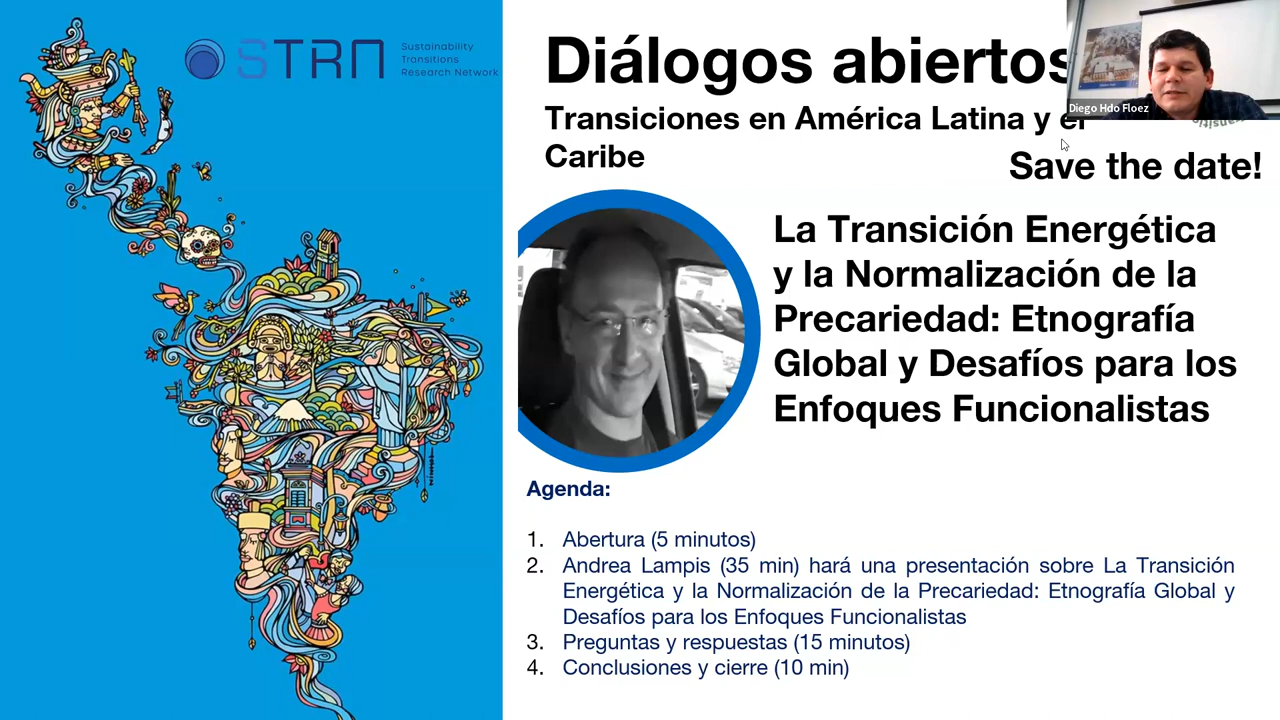 STRN
Sustainability
Transitions
Research Network
Diálogos abiertos
Diego Hdo Floez
Transiciones en América Latina y el
Caribe
Save the date!
La Transición Energética
y la Normalización de la
Precariedad: Etnografía
Global y Desafíos para los
Enfoques Funcionalistas
Agenda:
1. Abertura (5 minutos)
2. Andrea Lampis (35 min) hará una presentación sobre La Transición
Energética y la Normalización de la Precariedad: Etnografía Global y
Desafíos para los Enfoques Funcionalistas
3. Preguntas y respuestas (15 minutos)
4. Conclusiones y cierre (10 min)